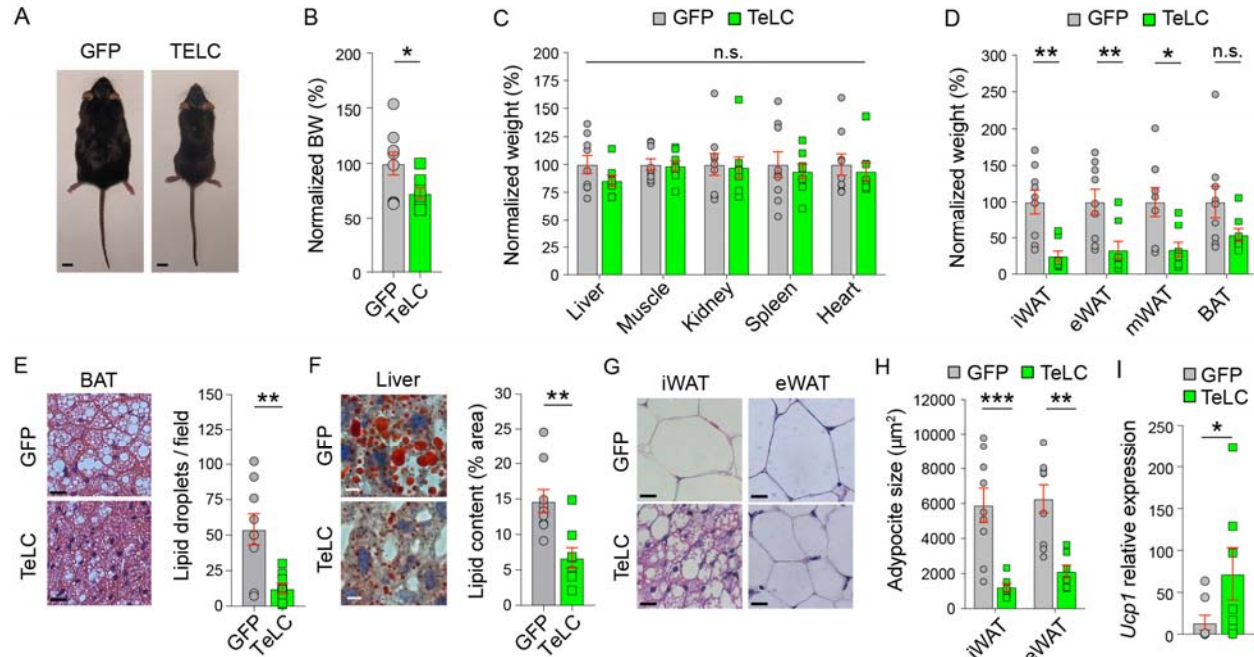 A
GFP
TELC
B
Normalized BW (%)
200
150
100
50
0
*
GFP
TeLC
C
GFP
TeLC
Normalized weight (%)
200
175
150
125
100
75
50
25
0
n.s.
Liver
Muscle
Kidney
Spleen
Heart
D
GFP
TeLC
Normalized weight (%)
300
250
200
150
100
50
0
**
**
*
n.s.
iWAT
eWAT
mWAT
BAT
E
BAT
GFP
TeLC
Lipid droplets / field
150
125
100
75
50
25
0
**
GFP
TeLC
F
Liver
GFP
TeLC
Lipid content (% area)
30
25
20
15
10
5
0
**
GFP
TeLC
G
iWAT
eWAT
GFP
TeLC
H
GFP
TeLC
Adypocite size (µm²)
12000
10000
8000
6000
4000
2000
0
***
**
iWAT
eWAT
I
GFP
TeLC
Ucp1 relative expression
250
200
150
100
50
0
*